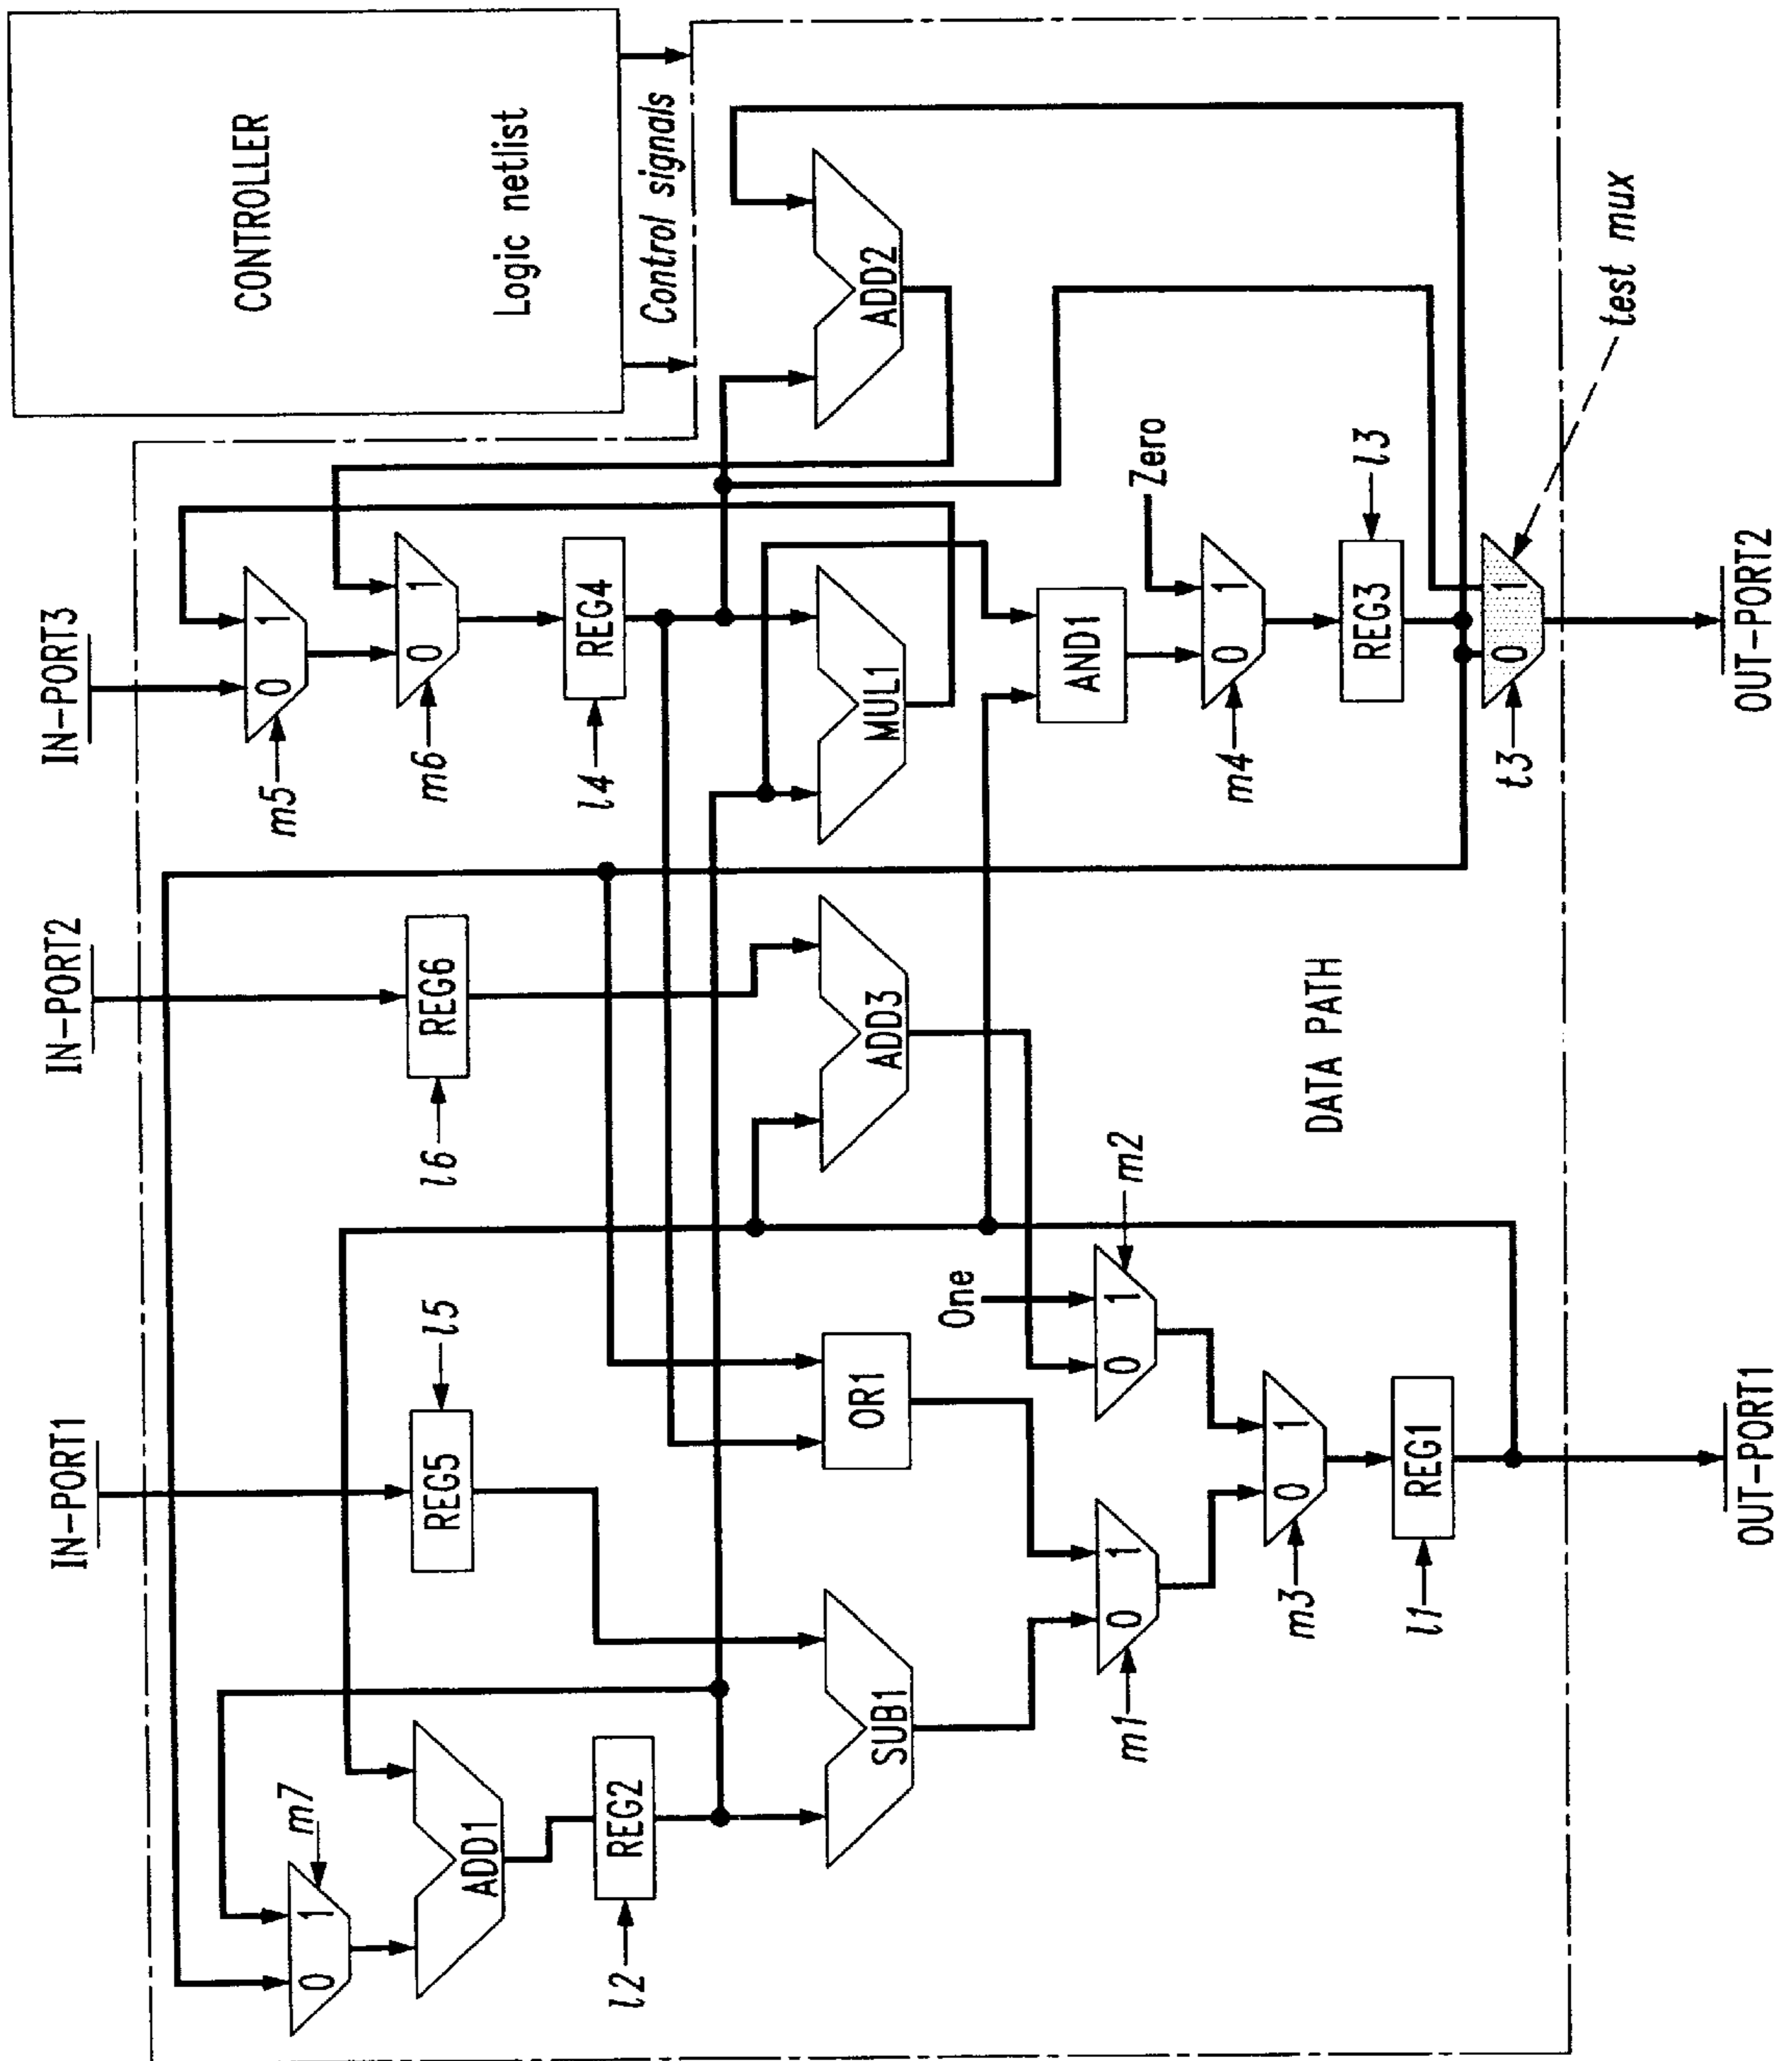 CONTROLLER
Logic netlist
Control signals
IN-PORT1
IN-PORT2
IN-PORT3
m7
0 1
ADD1
l2
REG2
REG5
l5
l6
REG6
m5
0 1
m6
0 1
l4
REG4
SUB1
OR1
ADD3
MUL1
ADD2
One
m1
0 1
0 1
m2
m3
0 1
l1
REG1
AND1
Zero
m4
0 1
REG3
l3
t3
0 1
test mux
DATA PATH
OUT-PORT1
OUT-PORT2